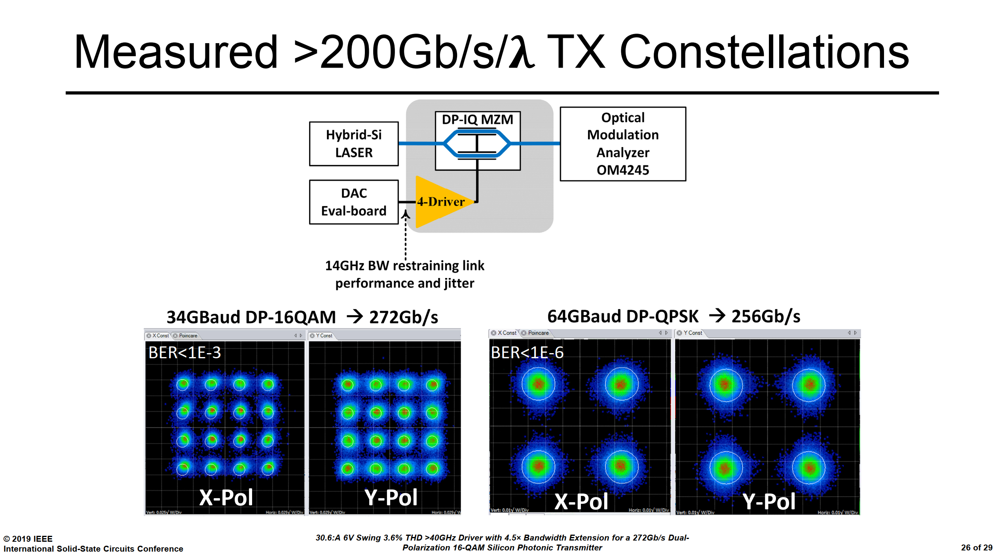 Measured >200Gb/s/λ TX Constellations
Hybrid-Si
LASER
DP-IQ MZM
Optical
Modulation
Analyzer
OM4245
DAC
Eval-board
4-Driver
14GHz BW restraining link
performance and jitter
34GBaud DP-16QAM → 272Gb/s
X Const
Poincare
Y Const
BER<1E-3
X-Pol
Y-Pol
Vert: 0.025√ W/Div
Horiz: 0.025√ W/Div
Vert: 0.025√ W/Div
Horiz: 0.025√ W
64GBaud DP-QPSK → 256Gb/s
X Const
Poincare
Y Const
BER<1E-6
X-Pol
Y-Pol
Vert: 0.01√ W/Div
Horiz: 0.01√ W/Div
Vert: 0.01√ W/Div
Horiz: 0.01√ W/Div
© 2019 IEEE
International Solid-State Circuits Conference
30.6:A 6V Swing 3.6% THD >40GHz Driver with 4.5× Bandwidth Extension for a 272Gb/s Dual-
Polarization 16-QAM Silicon Photonic Transmitter
26 of 29